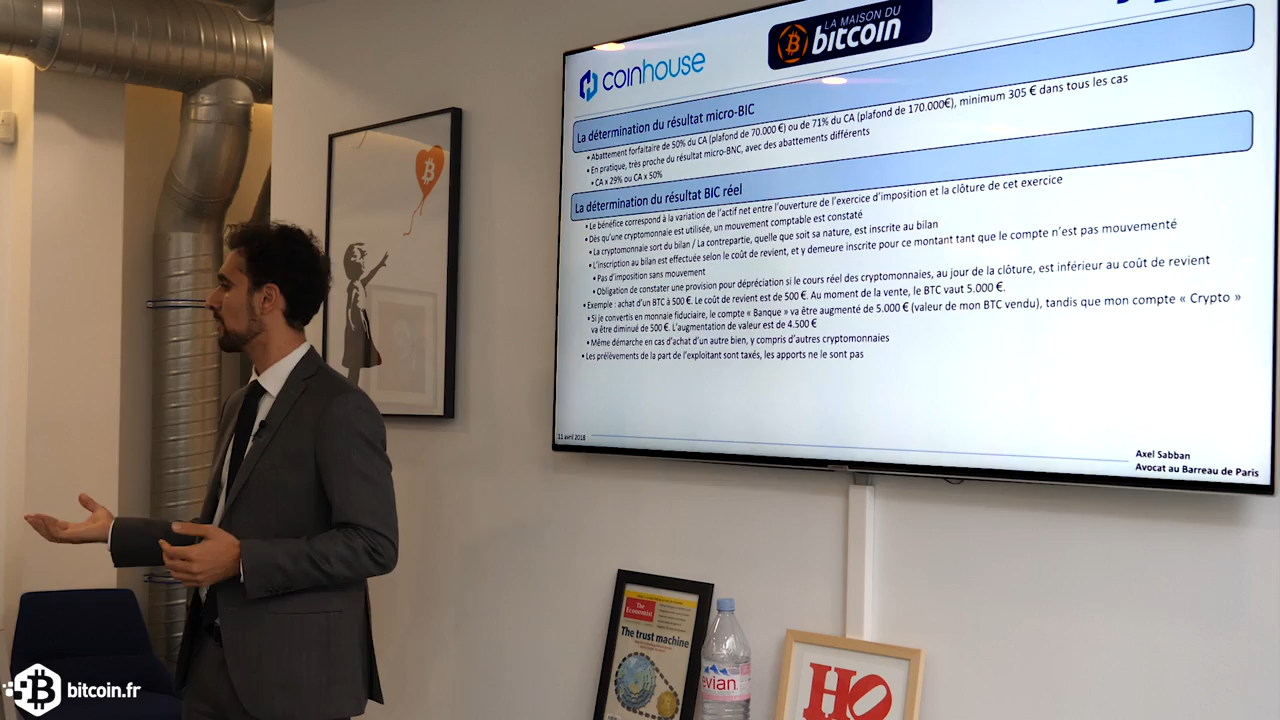 coinhouse
LA MAISON DU
bitcoin
La détermination du résultat micro-BIC
• Abattement forfaitaire de 50% du CA (plafond de 70.000 €) ou de 71% du CA (plafond de 170.000€), minimum 305 € dans tous les cas
• En pratique, très proche du résultat micro-BNC, avec des abattements différents
• CA x 29% ou CA x 50%
La détermination du résultat BIC réel
• Le bénéfice correspond à la variation de l'actif net entre l'ouverture de l'exercice d'imposition et la clôture de cet exercice
• Dès qu'une cryptomonnaie est utilisée, un mouvement comptable est constaté
• La cryptomonnaie sort du bilan / La contrepartie, quelle que soit sa nature, est inscrite au bilan
• L'inscription au bilan est effectuée selon le coût de revient, et y demeure inscrite pour ce montant tant que le compte n'est pas mouvementé
• Pas d'imposition sans mouvement
• Obligation de constater une provision pour dépréciation si le cours réel des cryptomonnaies, au jour de la clôture, est inférieur au coût de revient
• Exemple : achat d'un BTC à 500 €. Le coût de revient est de 500 €. Au moment de la vente, le BTC vaut 5.000 €.
• Si je convertis en monnaie fiduciaire, le compte « Banque » va être augmenté de 5.000 € (valeur de mon BTC vendu), tandis que mon compte « Crypto »
va être diminué de 500 €. L'augmentation de valeur est de 4.500 €
• Même démarche en cas d'achat d'un autre bien, y compris d'autres cryptomonnaies
• Les prélèvements de la part de l'exploitant sont taxés, les apports ne le sont pas
11 avril 2018
Axel Sabban
Avocat au Barreau de Paris
The
Economist
The trust machine
evian
HO
bitcoin.fr